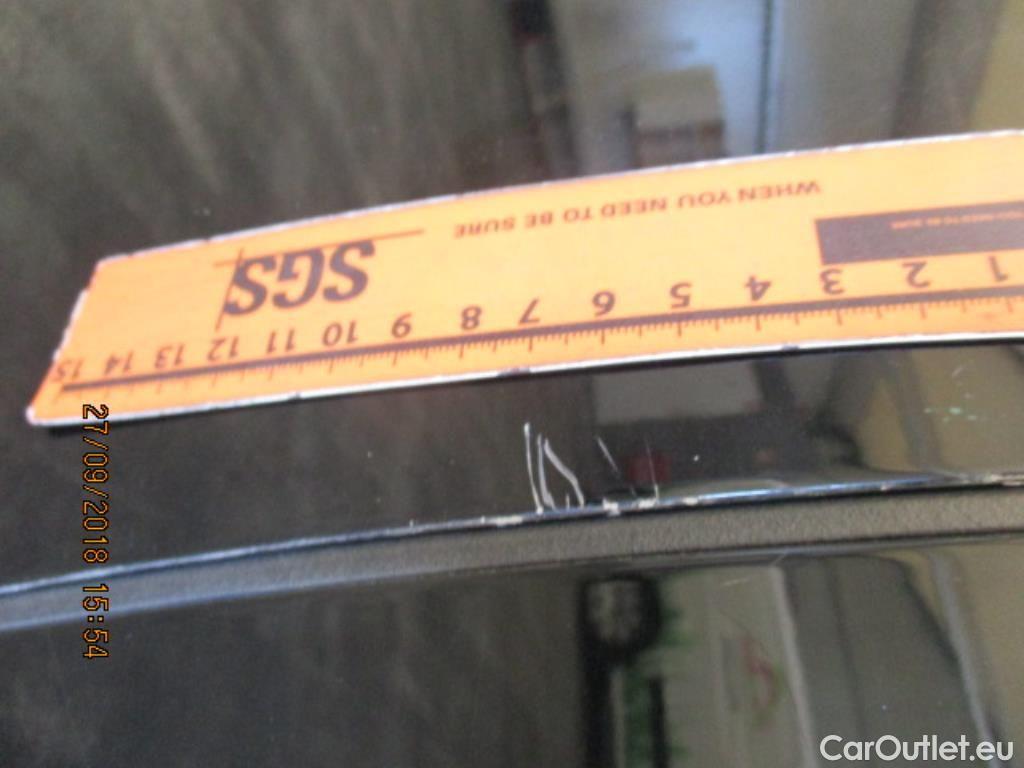 1 2 3 4 5 6 7 8 9 10 11 12 13 14 15
SGS
WHEN YOU NEED TO BE SURE
27/09/2018 15:54
CarOutlet.eu